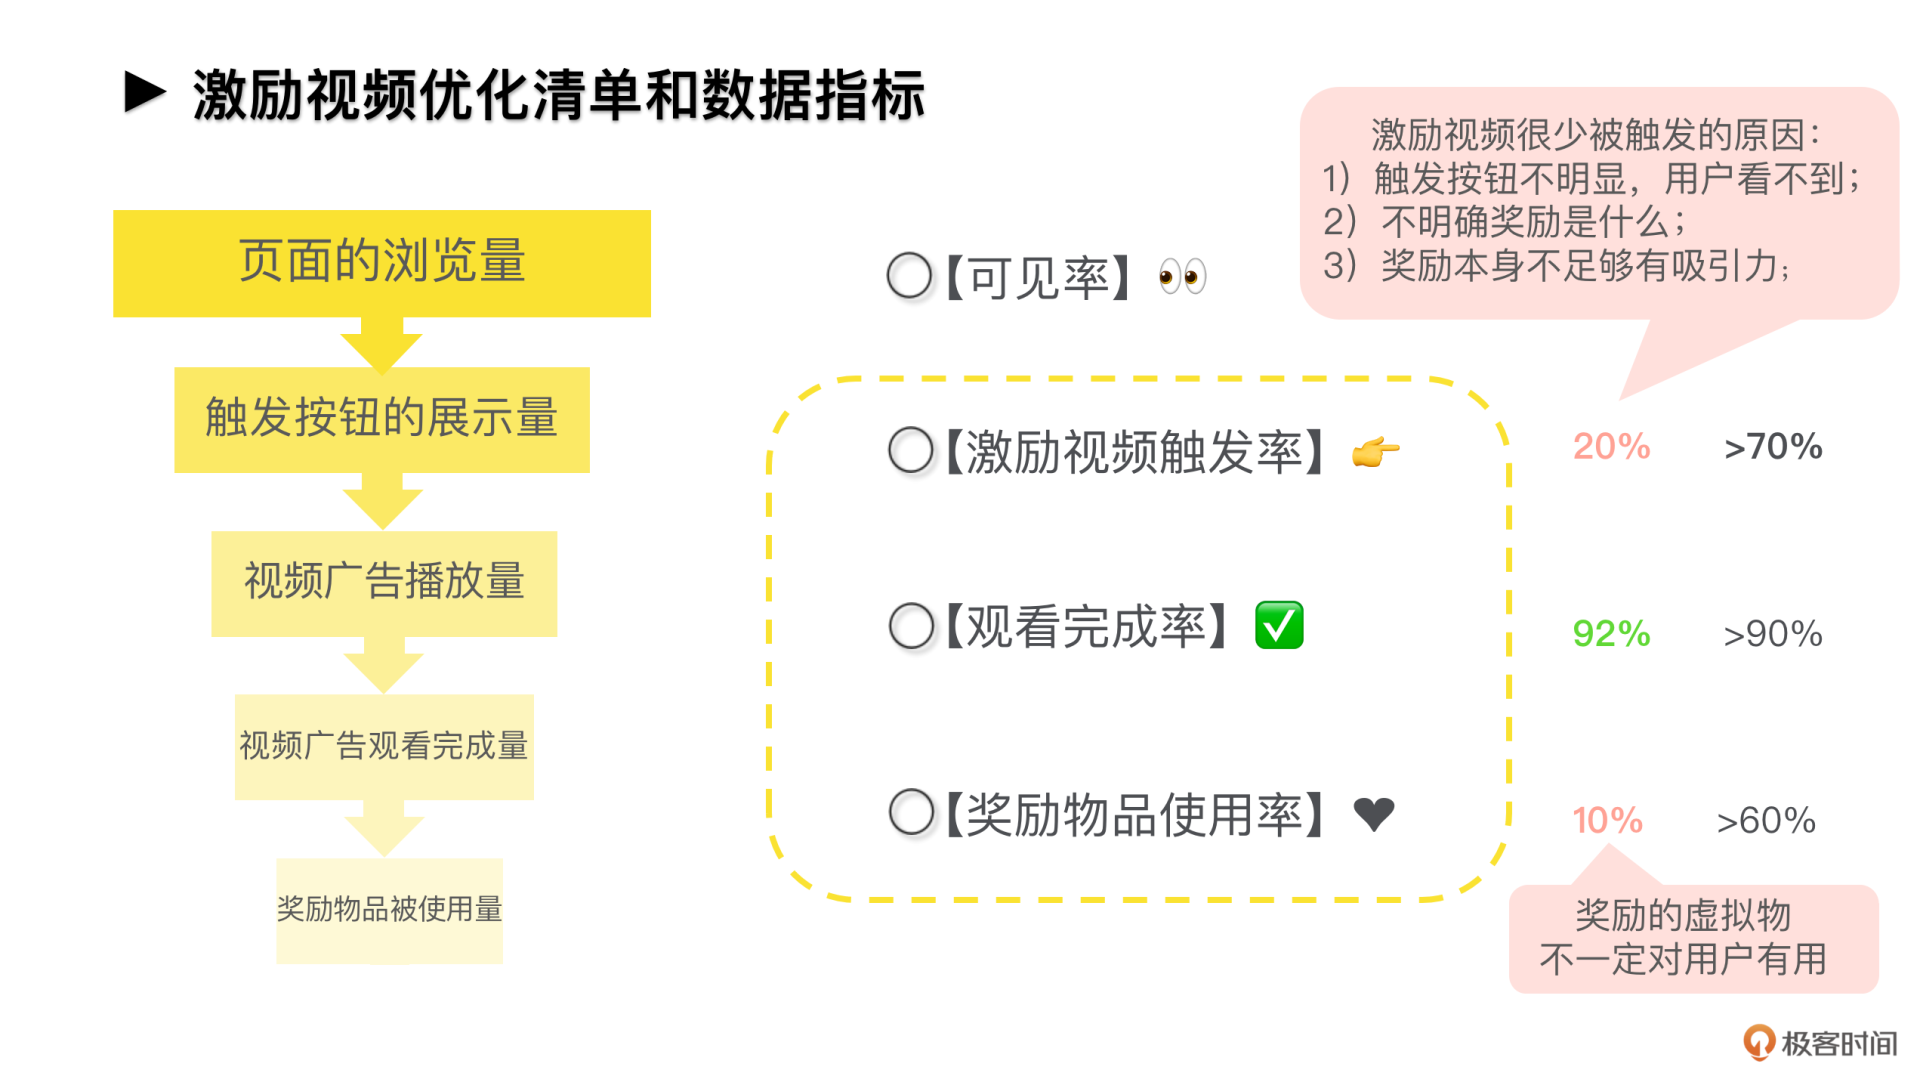 激励视频优化清单和数据指标
页面的浏览量
触发按钮的展示量
视频广告播放量
视频广告观看完成量
奖励物品被使用量
【可见率】
【激励视频触发率】
【观看完成率】
【奖励物品使用率】
激励视频很少被触发的原因：
1）触发按钮不明显，用户看不到；
2）不明确奖励是什么；
3）奖励本身不足够有吸引力；
20% >70%
92% >90%
10% >60%
奖励的虚拟物
不一定对用户有用
极客时间